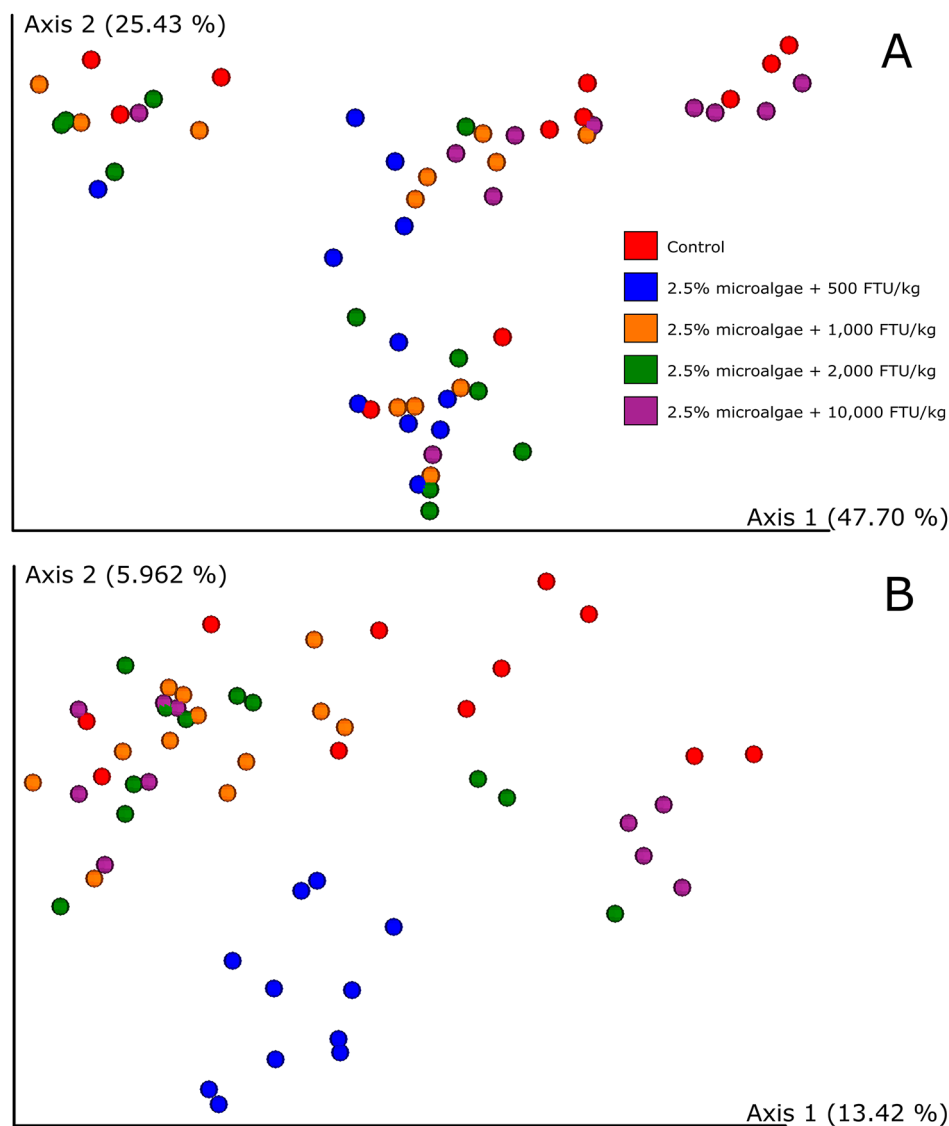 Axis 2 (25.43 %)
A
Control
2.5% microalgae + 500 FTU/kg
2.5% microalgae + 1,000 FTU/kg
2.5% microalgae + 2,000 FTU/kg
2.5% microalgae + 10,000 FTU/kg
Axis 1 (47.70 %)
Axis 2 (5.962 %)
B
Axis 1 (13.42 %)